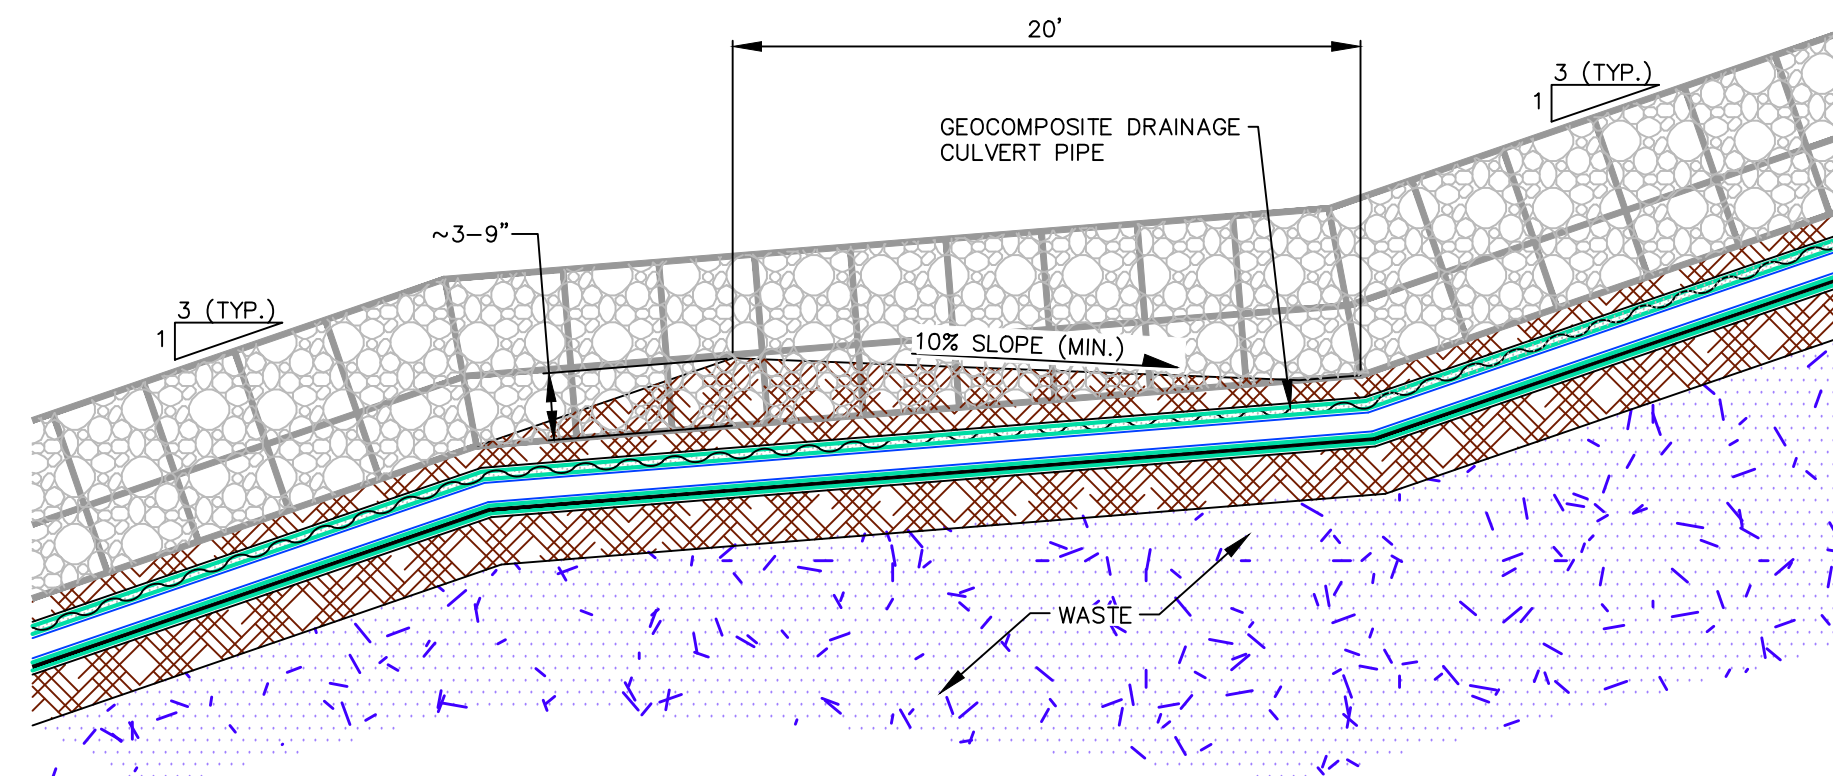 20'
3 (TYP.)
1
GEOCOMPOSITE DRAINAGE
CULVERT PIPE
~3-9"
3 (TYP.)
1
10% SLOPE (MIN.)
WASTE